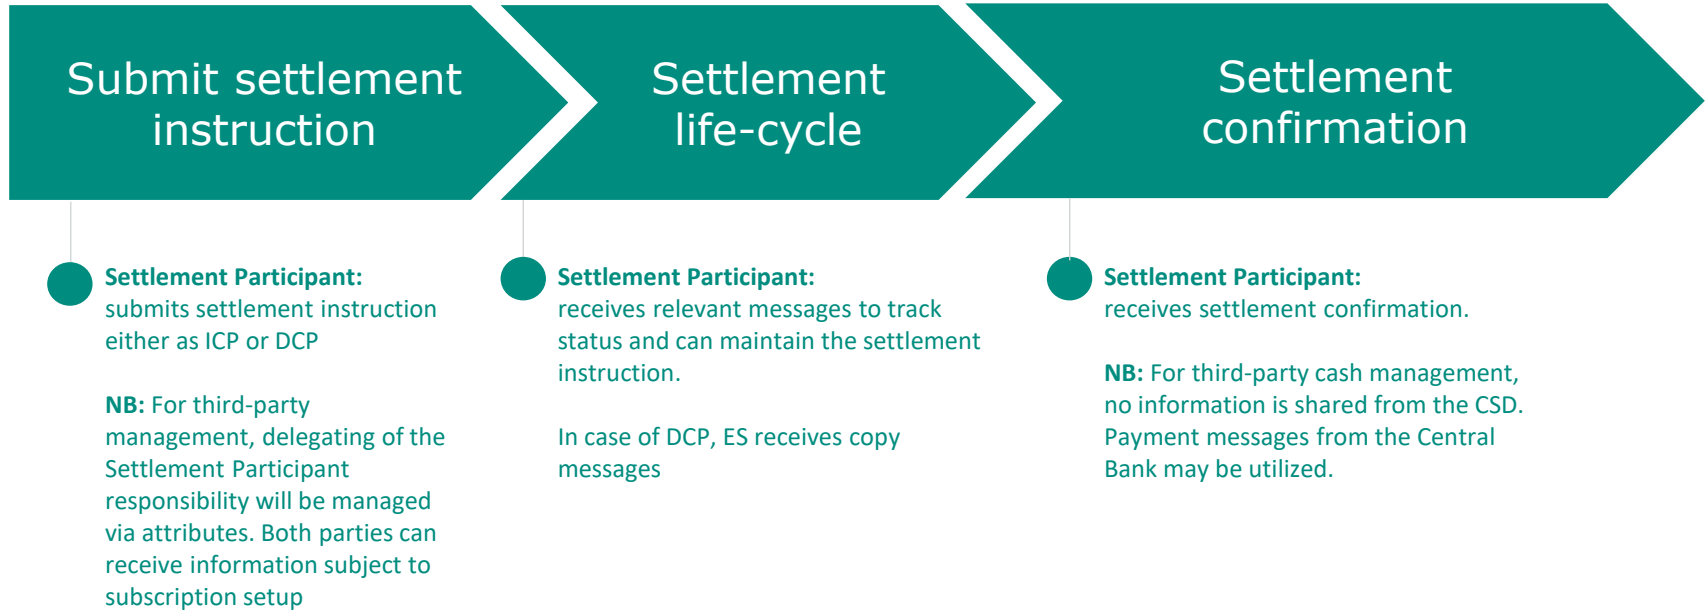 Submit settlement
instruction
Settlement
life-cycle
Settlement
confirmation
Settlement Participant:
submits settlement instruction
either as ICP or DCP
NB: For third-party
management, delegating of the
Settlement Participant
responsibility will be managed
via attributes. Both parties can
receive information subject to
subscription setup
Settlement Participant:
receives relevant messages to track
status and can maintain the settlement
instruction.
In case of DCP, ES receives copy
messages
Settlement Participant:
receives settlement confirmation.
NB: For third-party cash management,
no information is shared from the CSD.
Payment messages from the Central
Bank may be utilized.